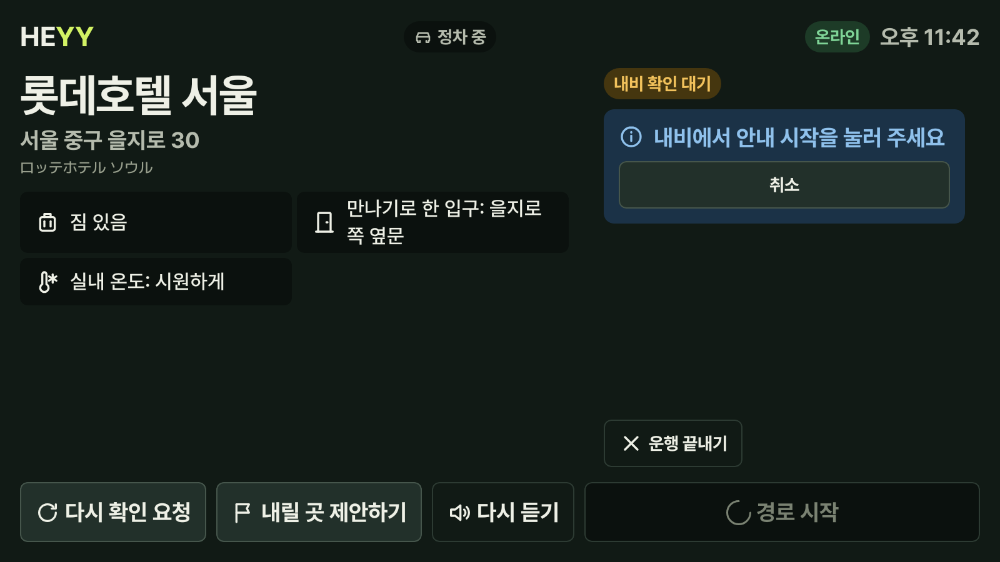 HEYY
정차 중
온라인
오후 11:42
롯데호텔 서울
서울 중구 을지로 30
ロッテホテル ソウル
짐 있음
만나기로 한 입구: 을지로
쪽 옆문
실내 온도: 시원하게
내비 확인 대기
내비에서 안내 시작을 눌러 주세요
취소
운행 끝내기
다시 확인 요청
내릴 곳 제안하기
다시 듣기
경로 시작